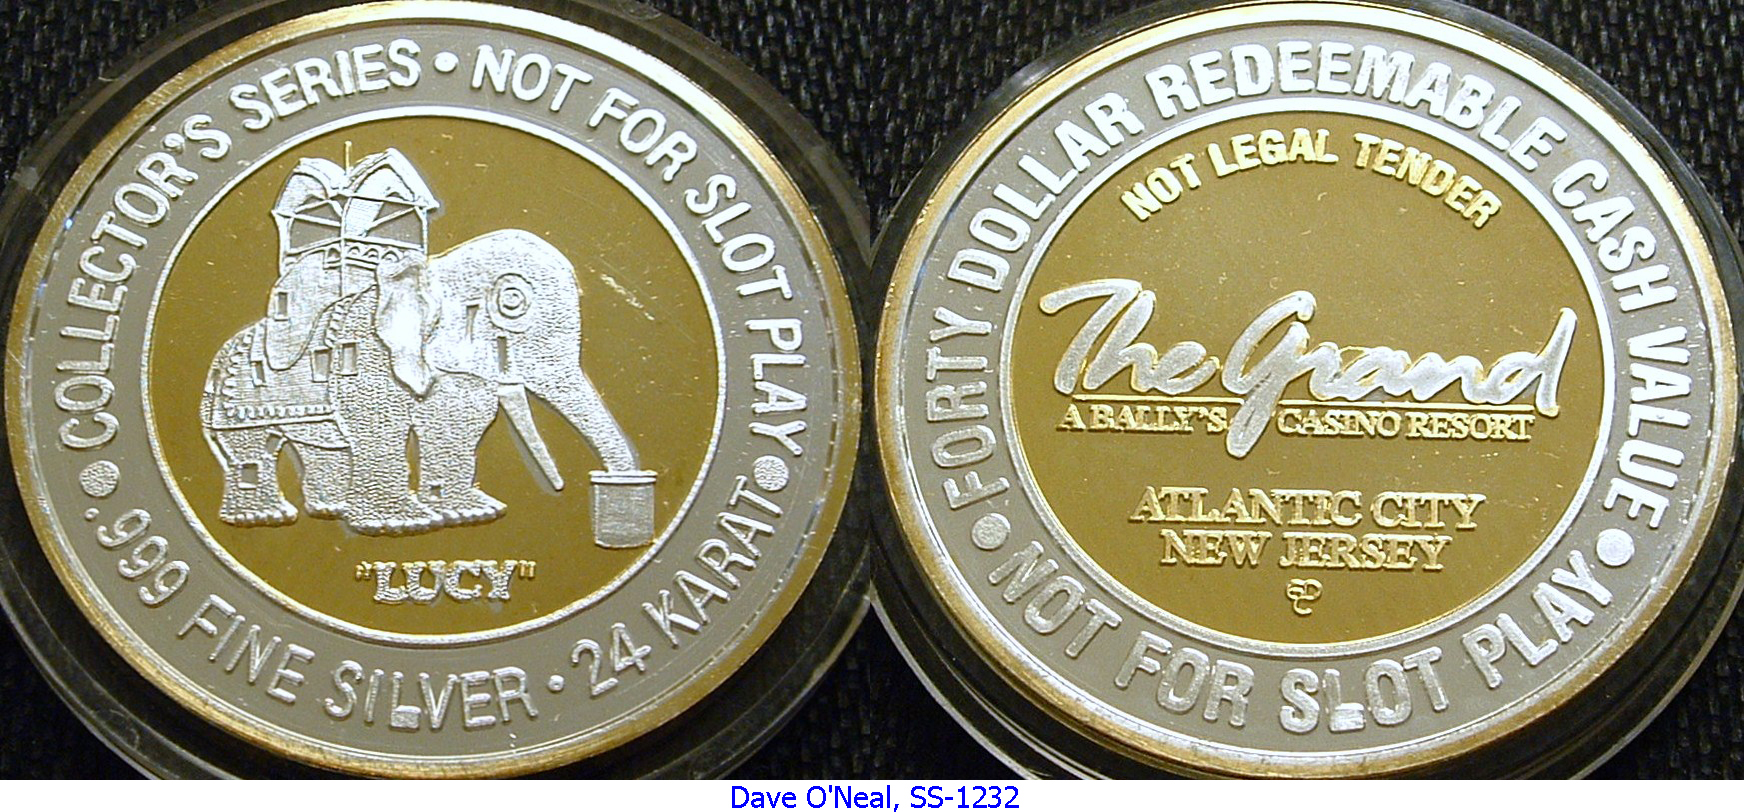 COLLECTOR'S SERIES • NOT FOR SLOT PLAY •
.999 FINE SILVER • 24 KARAT •
"LUCY"
FORTY DOLLAR REDEEMABLE CASH VALUE •
NOT LEGAL TENDER
The Grand
A BALLY'S CASINO RESORT
ATLANTIC CITY
NEW JERSEY
NOT FOR SLOT PLAY •
Dave O'Neal, SS-1232